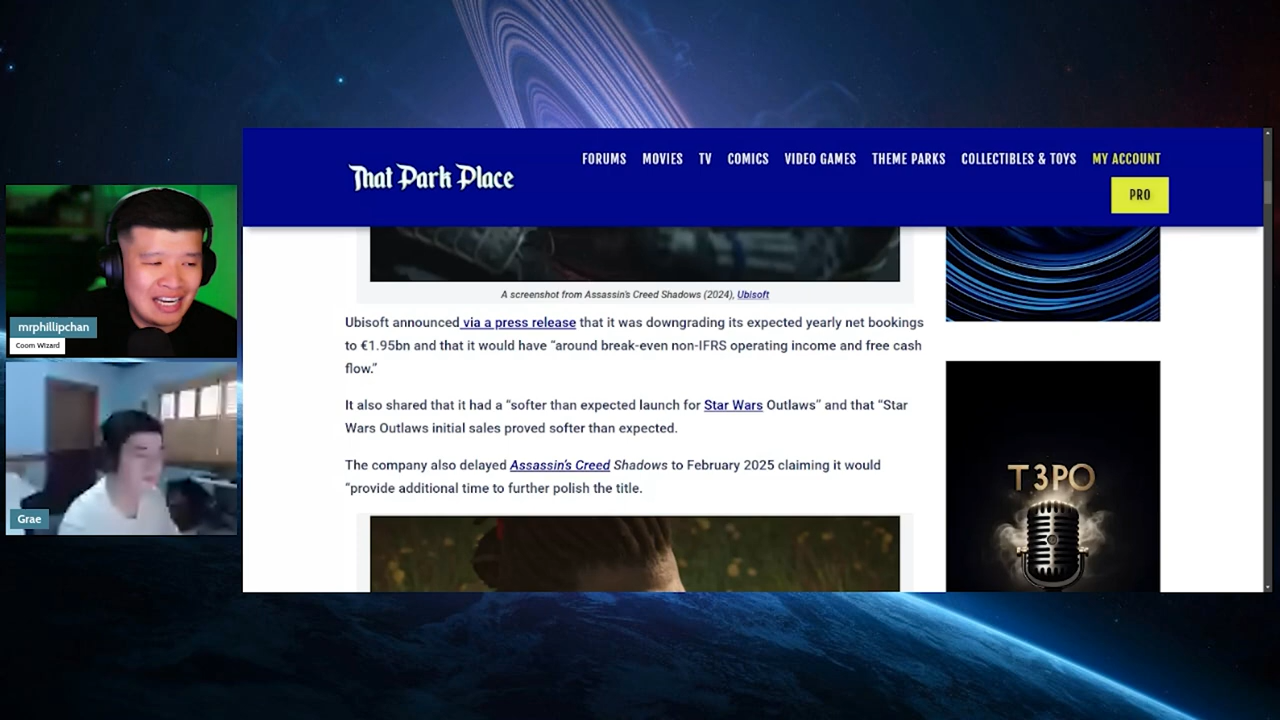 That Park Place
FORUMS MOVIES TV COMICS VIDEO GAMES THEME PARKS COLLECTIBLES & TOYS MY ACCOUNT
PRO
mrphillipchan
Coom Wizard
Grae
A screenshot from Assassin's Creed Shadows (2024), Ubisoft
Ubisoft announced via a press release that it was downgrading its expected yearly net bookings
to €1.95bn and that it would have “around break-even non-IFRS operating income and free cash
flow.”
It also shared that it had a “softer than expected launch for Star Wars Outlaws” and that “Star
Wars Outlaws initial sales proved softer than expected.
The company also delayed Assassin's Creed Shadows to February 2025 claiming it would
“provide additional time to further polish the title.
T3PO